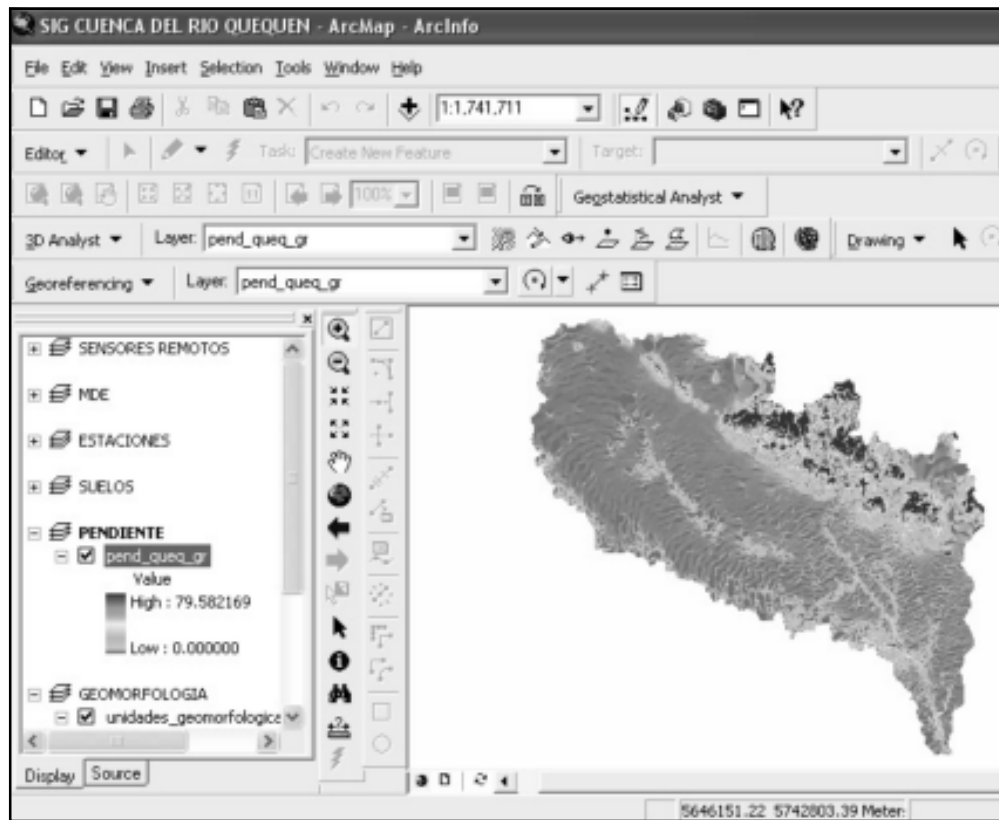 SIG CUENCA DEL RIO QUEQUEN - ArcMap - ArcInfo
File Edit View Insert Selection Tools Window Help
1:1,741,711
Editor Task: Create New Feature Target:
100% Geostatistical Analyst
3D Analyst Layer: pend_queq_gr Drawing
Georeferencing Layer: pend_queq_gr
SENSORES REMOTOS
MDE
ESTACIONES
SUELOS
PENDIENTE
pend_queq_gr
Value
High : 79.582169
Low : 0.000000
GEOMORFOLOGIA
unidades_geomorfologica
Display Source
5646151.22 5742803.39 Meter